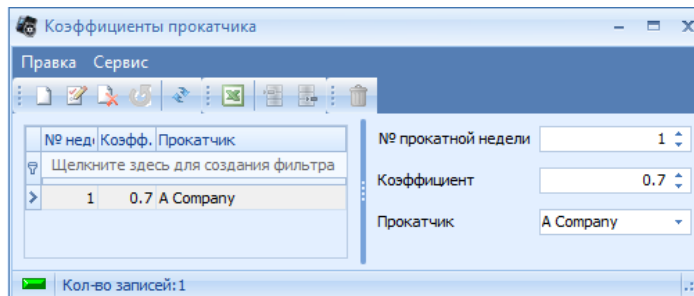 Коэффициенты прокатчика
Правка Сервис
№ неді Коэфф. Прокатчик
Щелкните здесь для создания фильтра
1 0.7 A Company
№ прокатной недели 1
Коэффициент 0.7
Прокатчик A Company
Кол-во записей:1